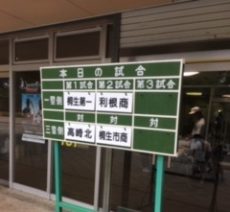 本日の試合
第1試合 第2試合 第3試合
一塁側 桐生第一 利根商
対 対 対
三塁側 高崎北 桐生市商